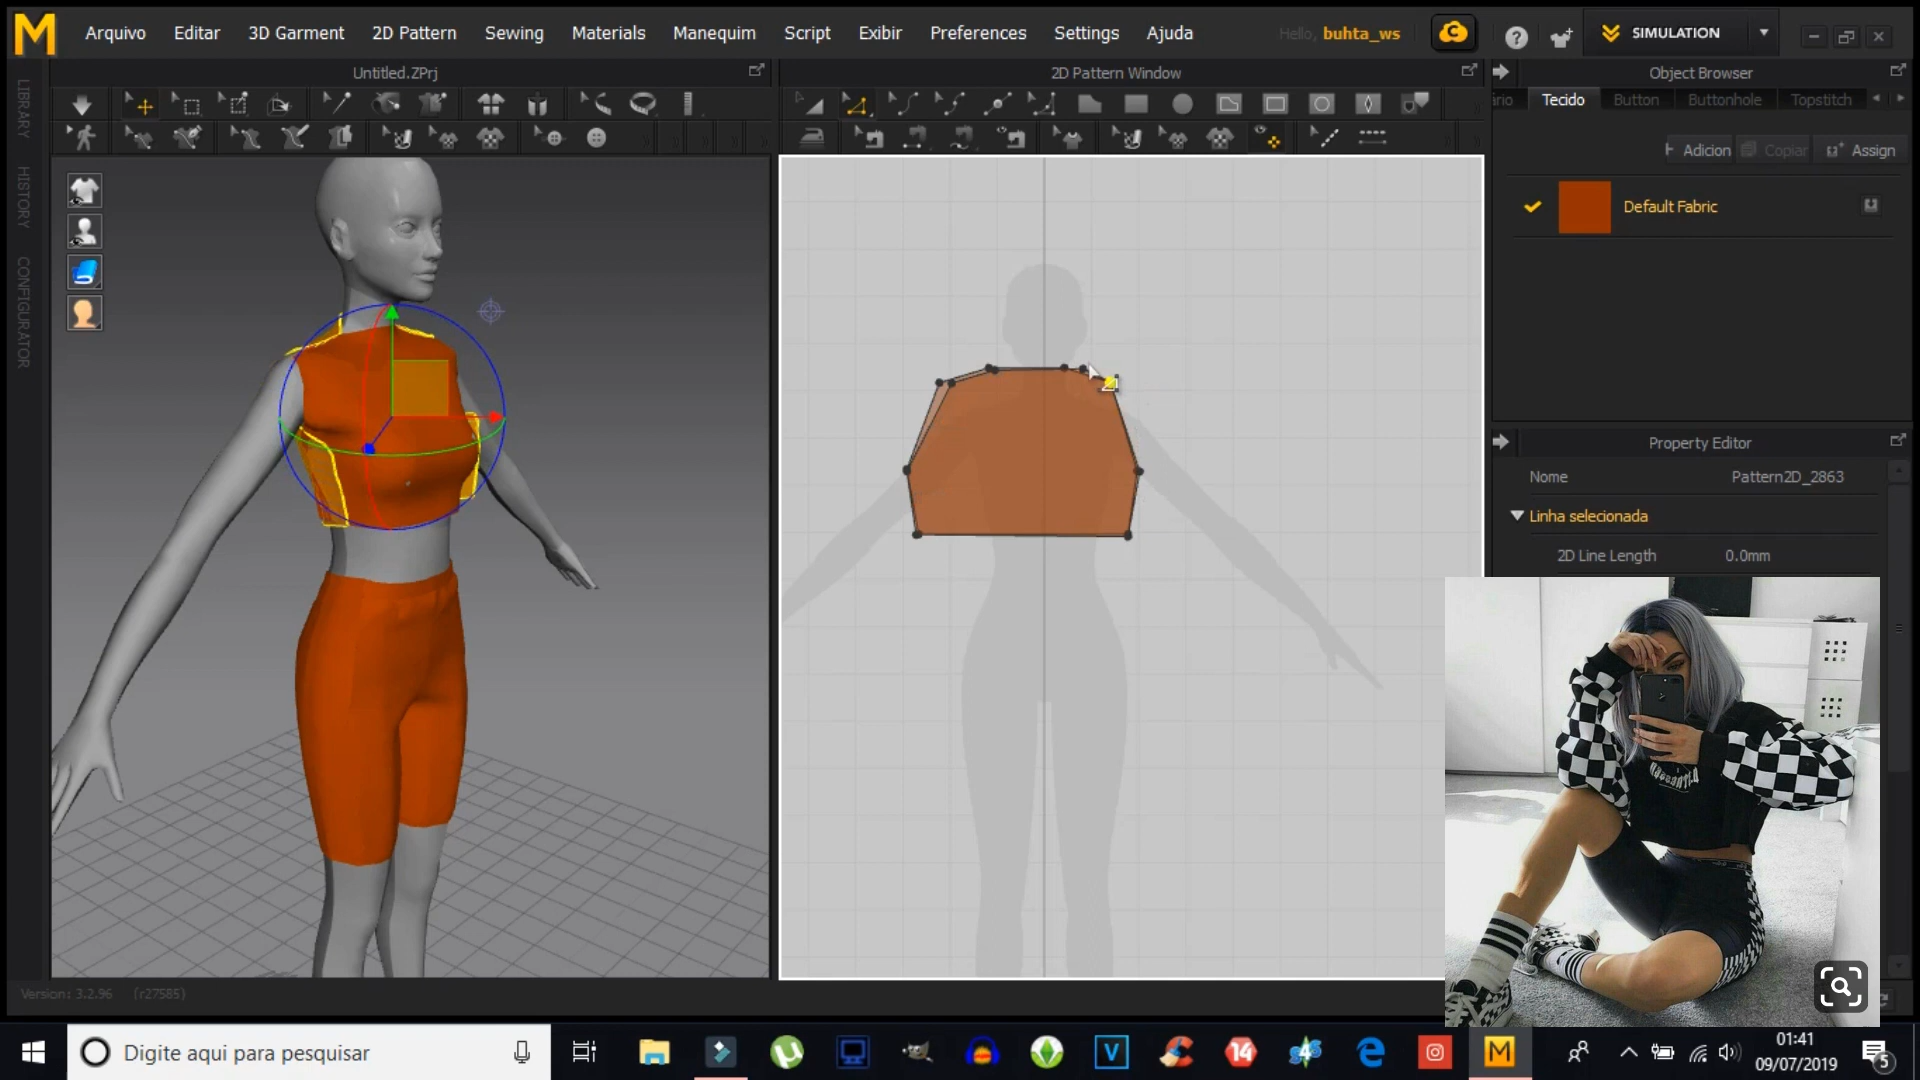 M Arquivo Editar 3D Garment 2D Pattern Sewing Materials Manequim Script Exibir Preferences Settings Ajuda Hello, buhta_ws C ? SIMULATION
Untitled.ZPrj
2D Pattern Window
Object Browser
LIBRARY
HISTORY
CONFIGURATOR
ário Tecido Button Buttonhole Topstitch
Adicion Copiar Assign
Default Fabric
Property Editor
Nome Pattern2D_2863
Linha selecionada
2D Line Length 0.0mm
Version: 3.2.96 (r27585)
Digite aqui para pesquisar
V
14
M
01:41
09/07/2019
5